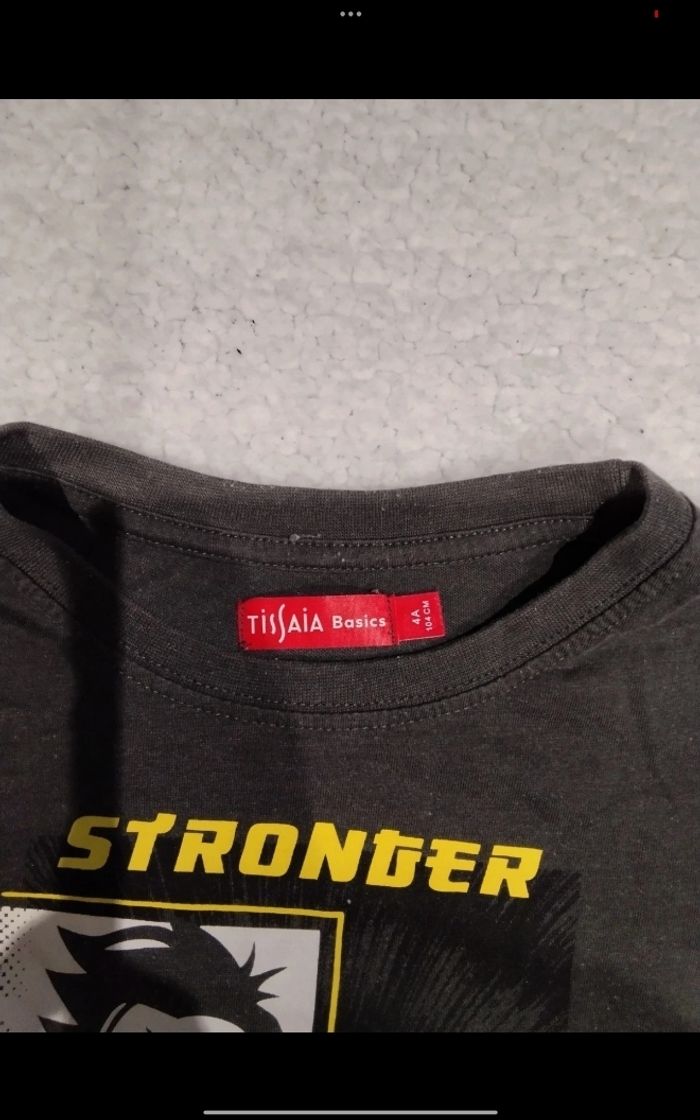 TISSAIA Basics
4A
104 CM
STRONGER